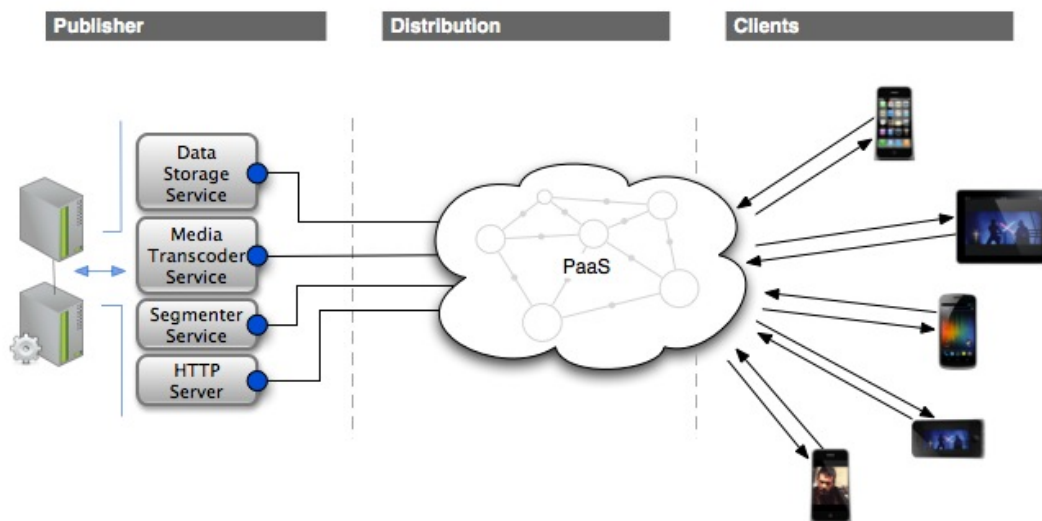 Publisher
Distribution
Clients
Data
Storage
Service
Media
Transcoder
Service
Segmenter
Service
HTTP
Server
PaaS